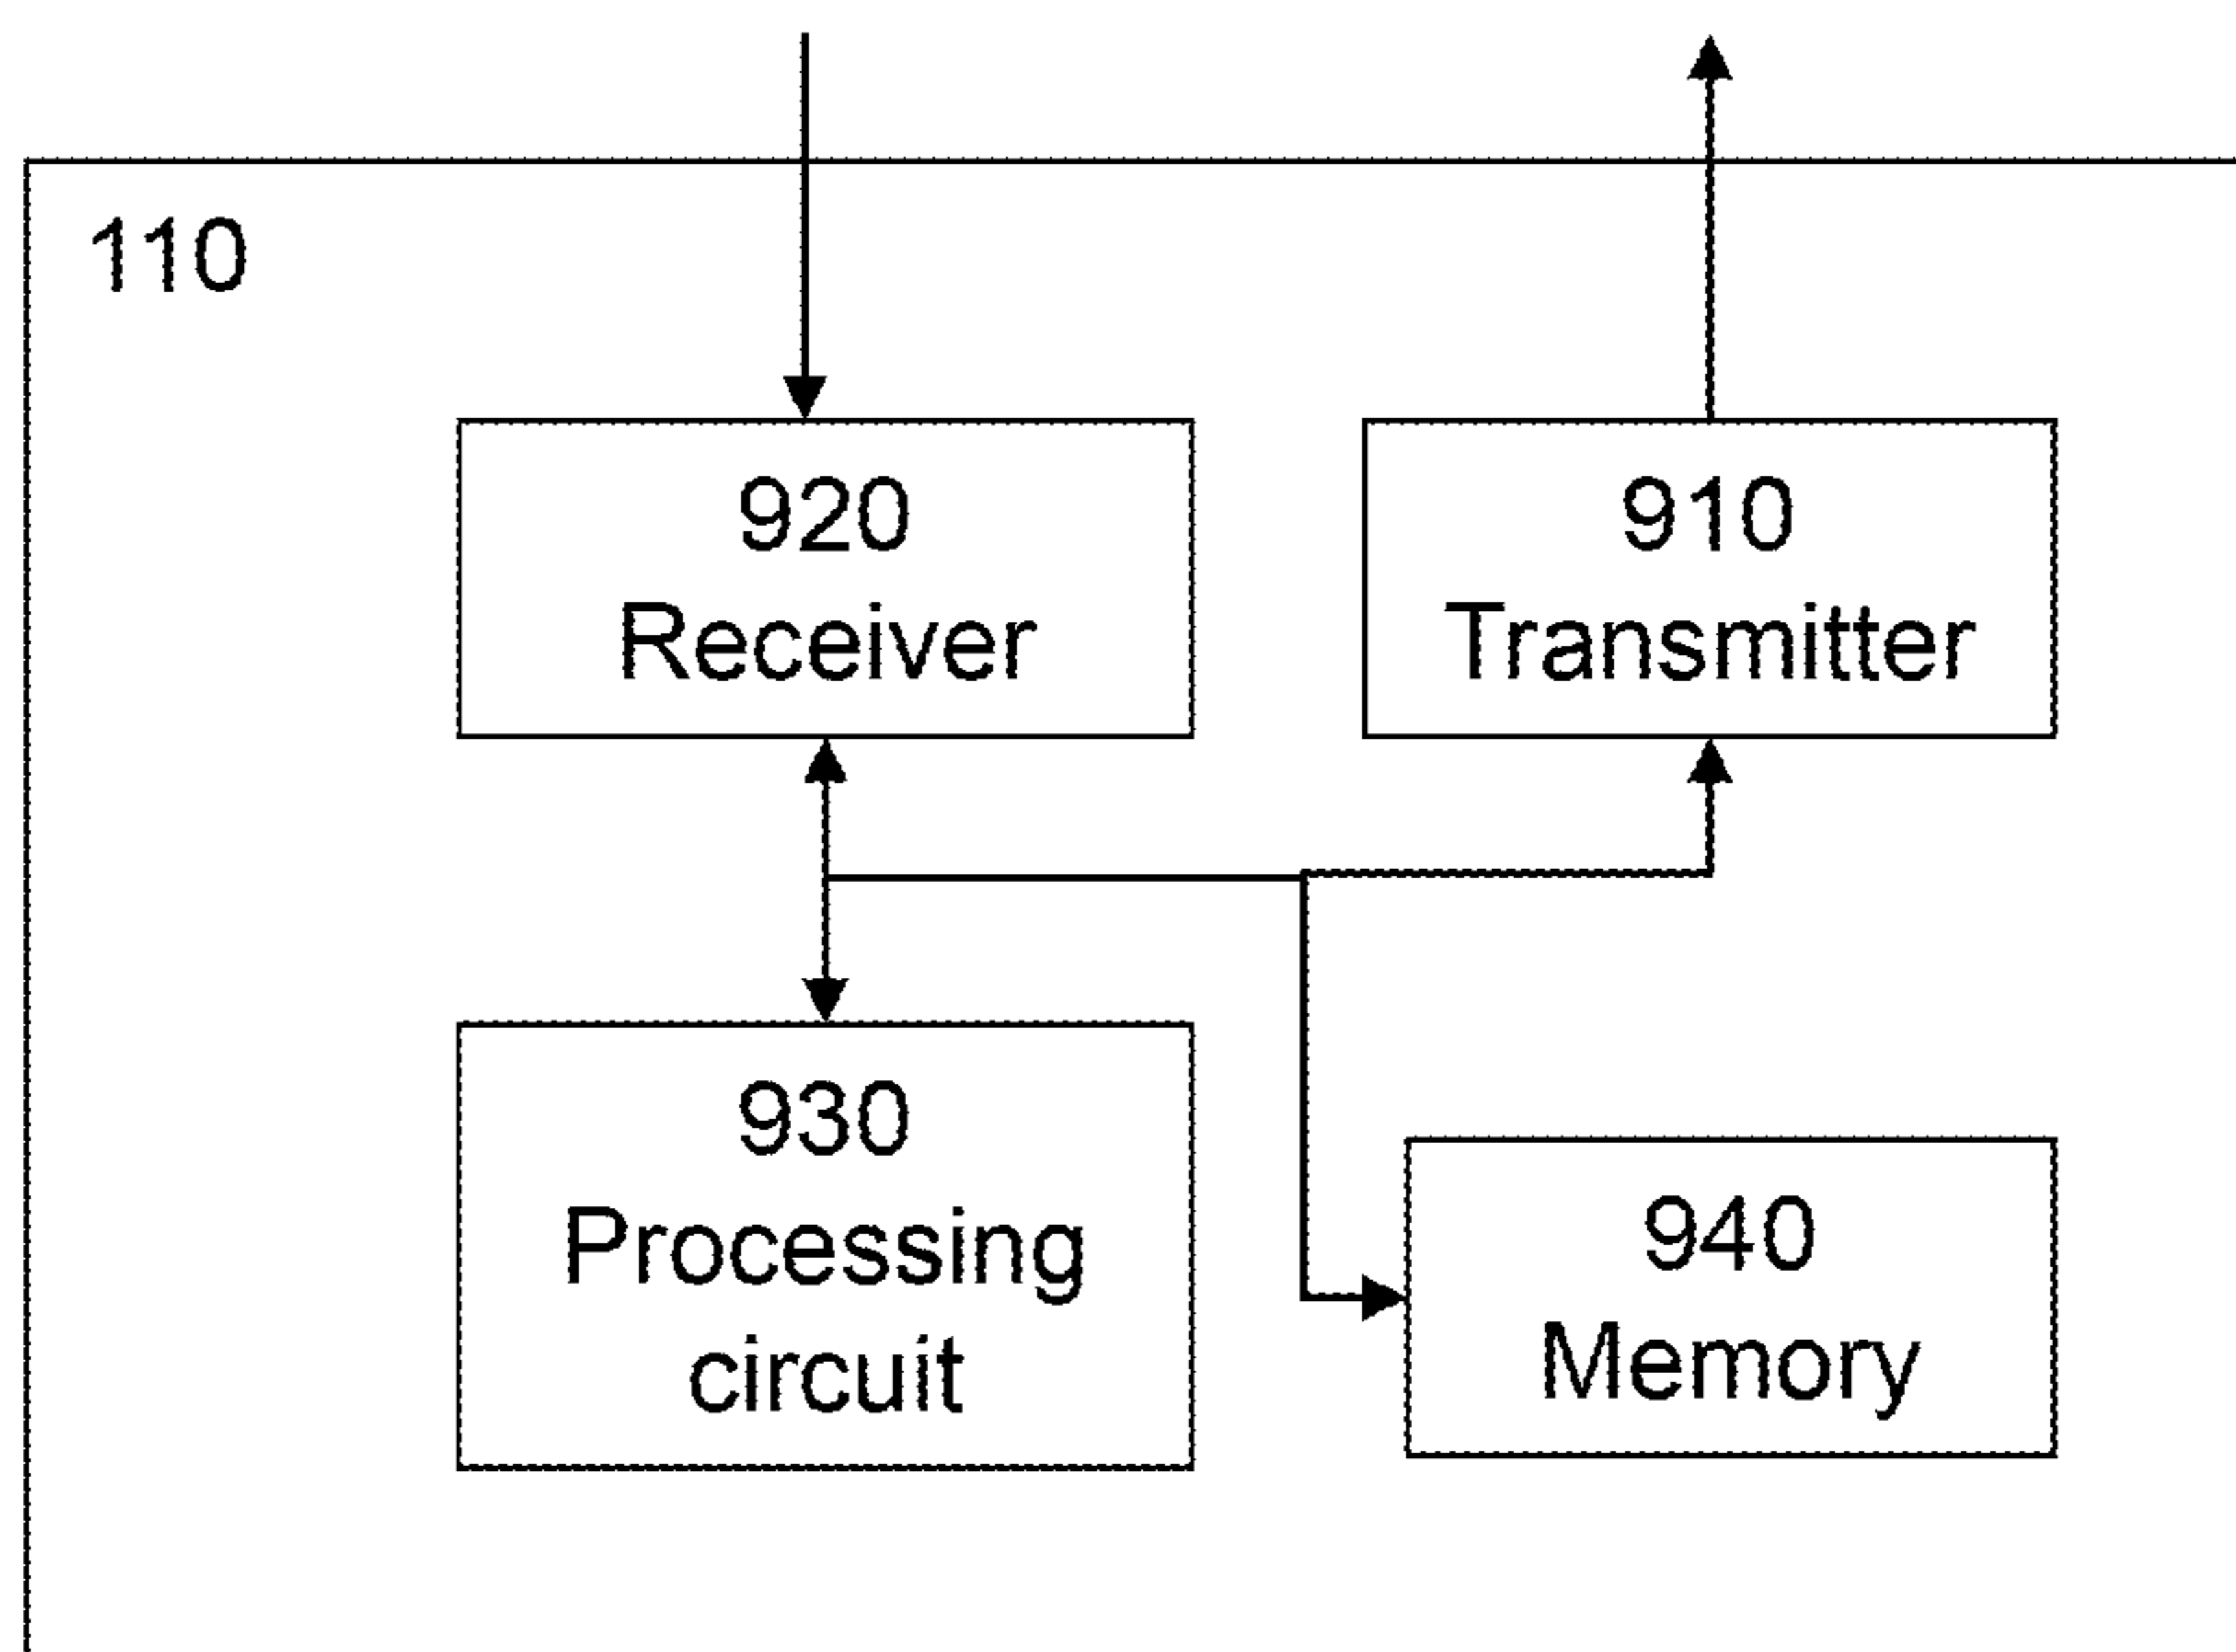 110
920
Receiver
910
Transmitter
930
Processing
circuit
940
Memory